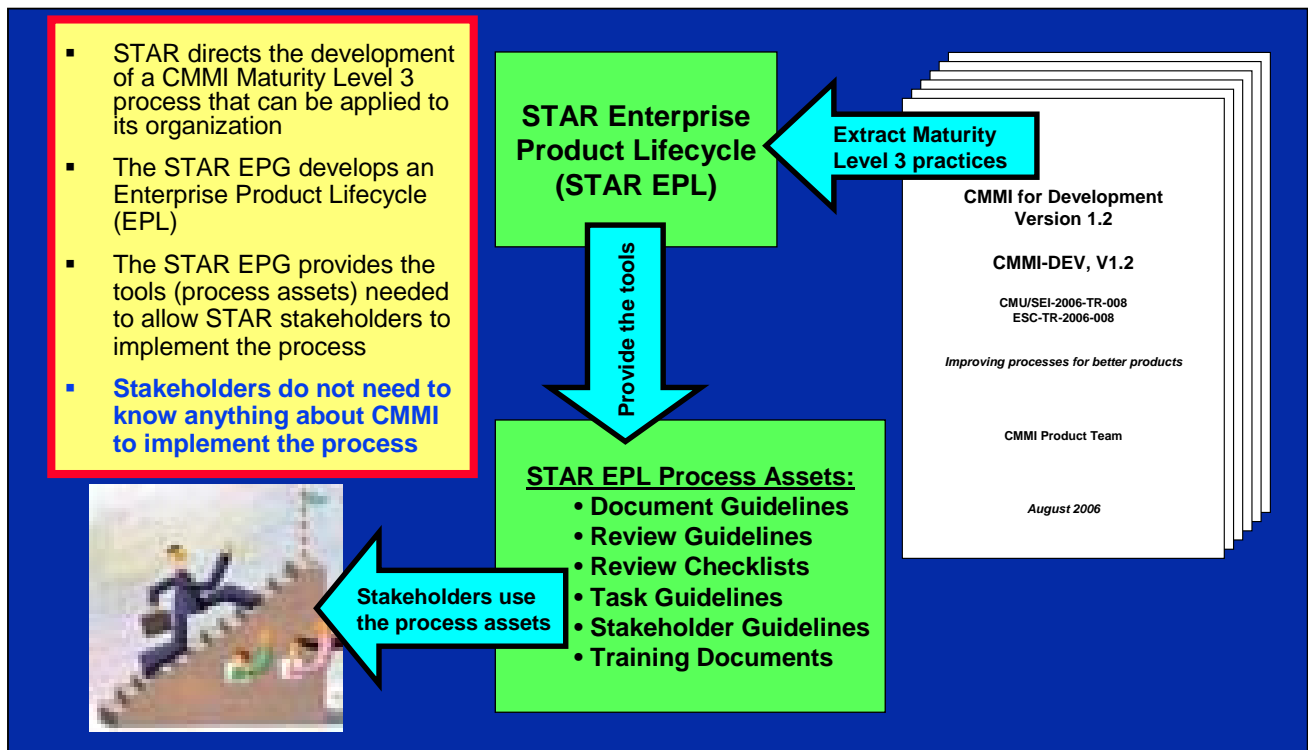 ▪ STAR directs the development
of a CMMI Maturity Level 3
process that can be applied to
its organization
▪ The STAR EPG develops an
Enterprise Product Lifecycle
(EPL)
▪ The STAR EPG provides the
tools (process assets) needed
to allow STAR stakeholders to
implement the process
▪ Stakeholders do not need to
know anything about CMMI
to implement the process
STAR Enterprise
Product Lifecycle
(STAR EPL)
Extract Maturity
Level 3 practices
CMMI for Development
Version 1.2
CMMI-DEV, V1.2
CMU/SEI-2006-TR-008
ESC-TR-2006-008
Improving processes for better products
CMMI Product Team
August 2006
Provide the tools
STAR EPL Process Assets:
• Document Guidelines
• Review Guidelines
• Review Checklists
• Task Guidelines
• Stakeholder Guidelines
• Training Documents
Stakeholders use
the process assets